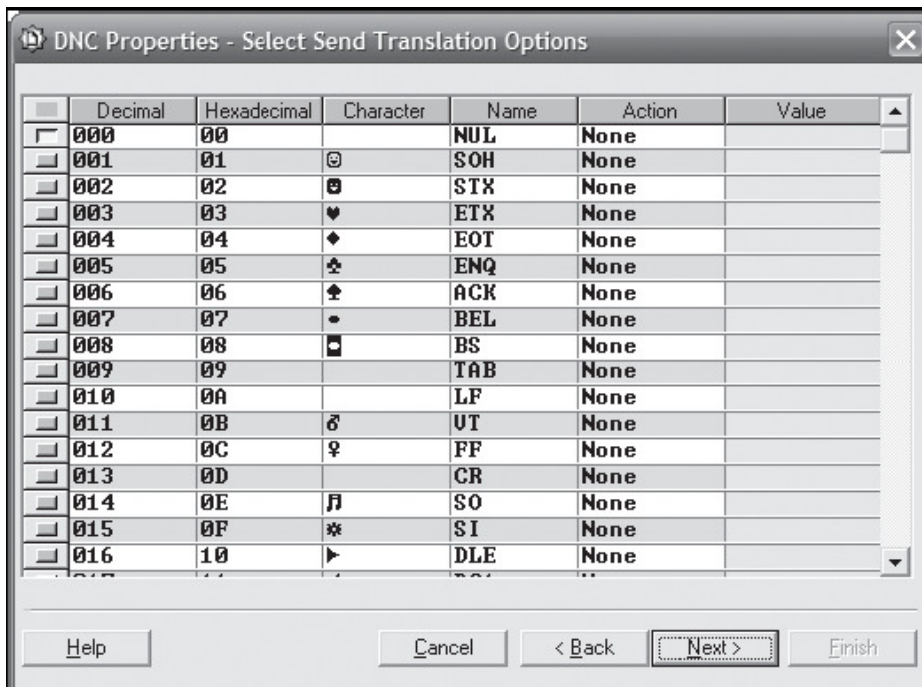 DNC Properties - Select Send Translation Options
Decimal Hexadecimal Character Name Action Value
000 00 NUL None
001 01 ☺ SOH None
002 02 ☻ STX None
003 03 ♥ ETX None
004 04 ♦ EOT None
005 05 ♣ ENQ None
006 06 ♠ ACK None
007 07 • BEL None
008 08 ◘ BS None
009 09 TAB None
010 0A LF None
011 0B ♂ VT None
012 0C ♀ FF None
013 0D CR None
014 0E ♫ SO None
015 0F ☼ SI None
016 10 ► DLE None
Help Cancel < Back Next > Finish